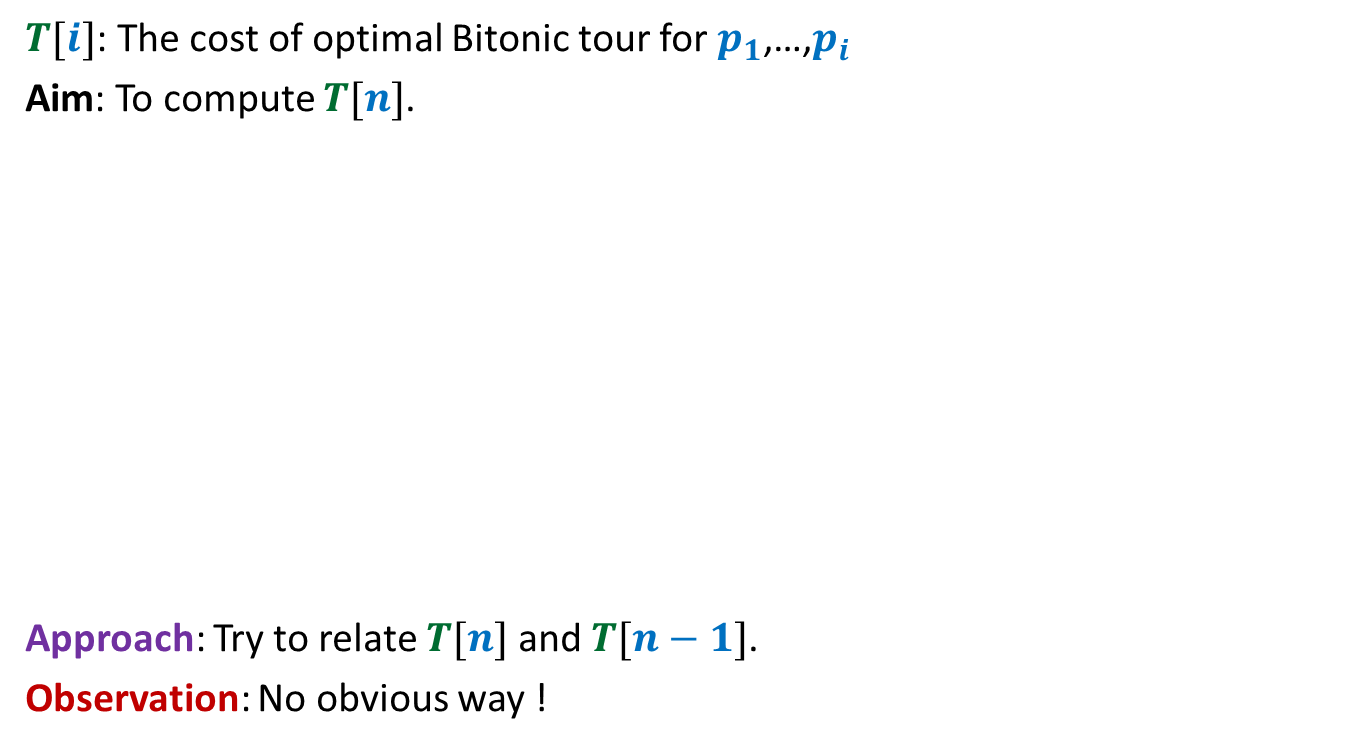 T[i]: The cost of optimal Bitonic tour for p₁,…,pᵢ
Aim: To compute T[n].
Approach: Try to relate T[n] and T[n − 1].
Observation: No obvious way !